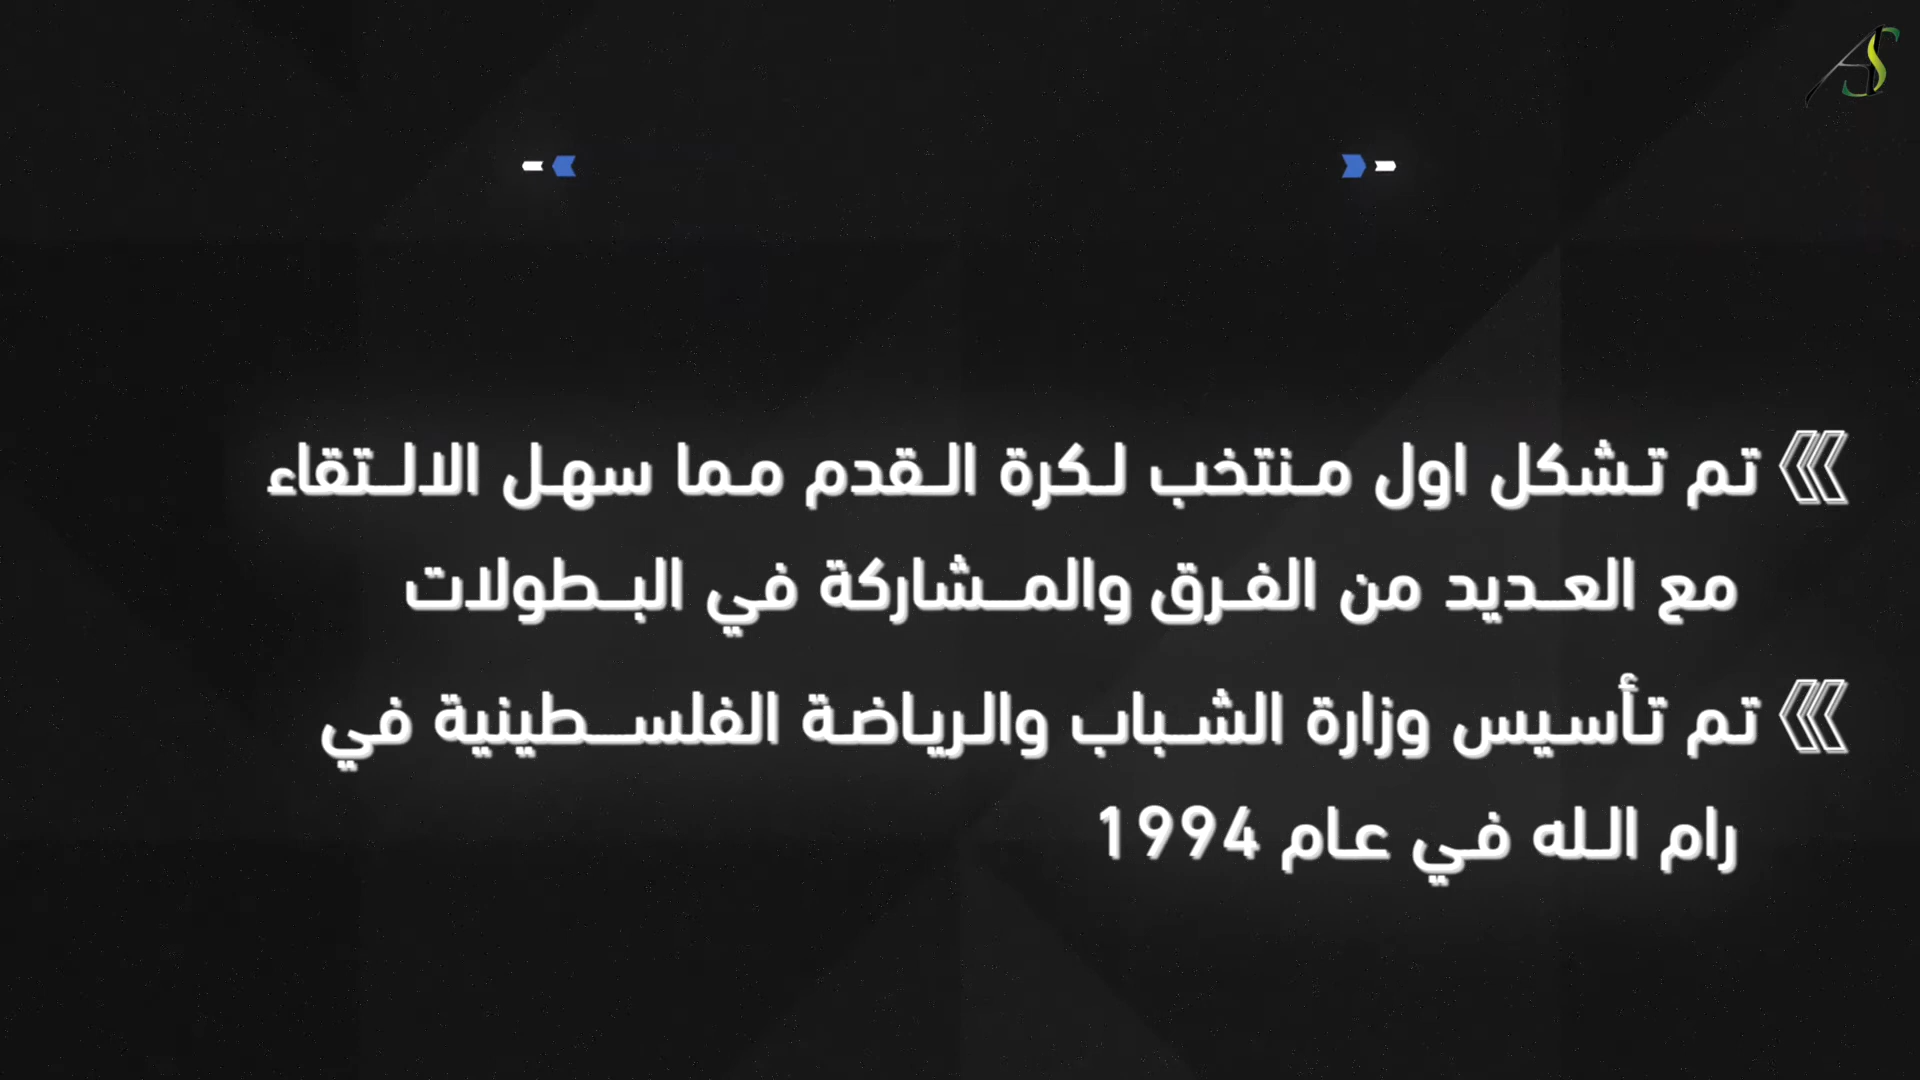 AS
تم تشكل اول منتخب لكرة القدم مما سهل الالتقاء
مع العديد من الفرق والمشاركة في البطولات
تم تأسيس وزارة الشباب والرياضة الفلسطينية في
رام الله في عام 1994